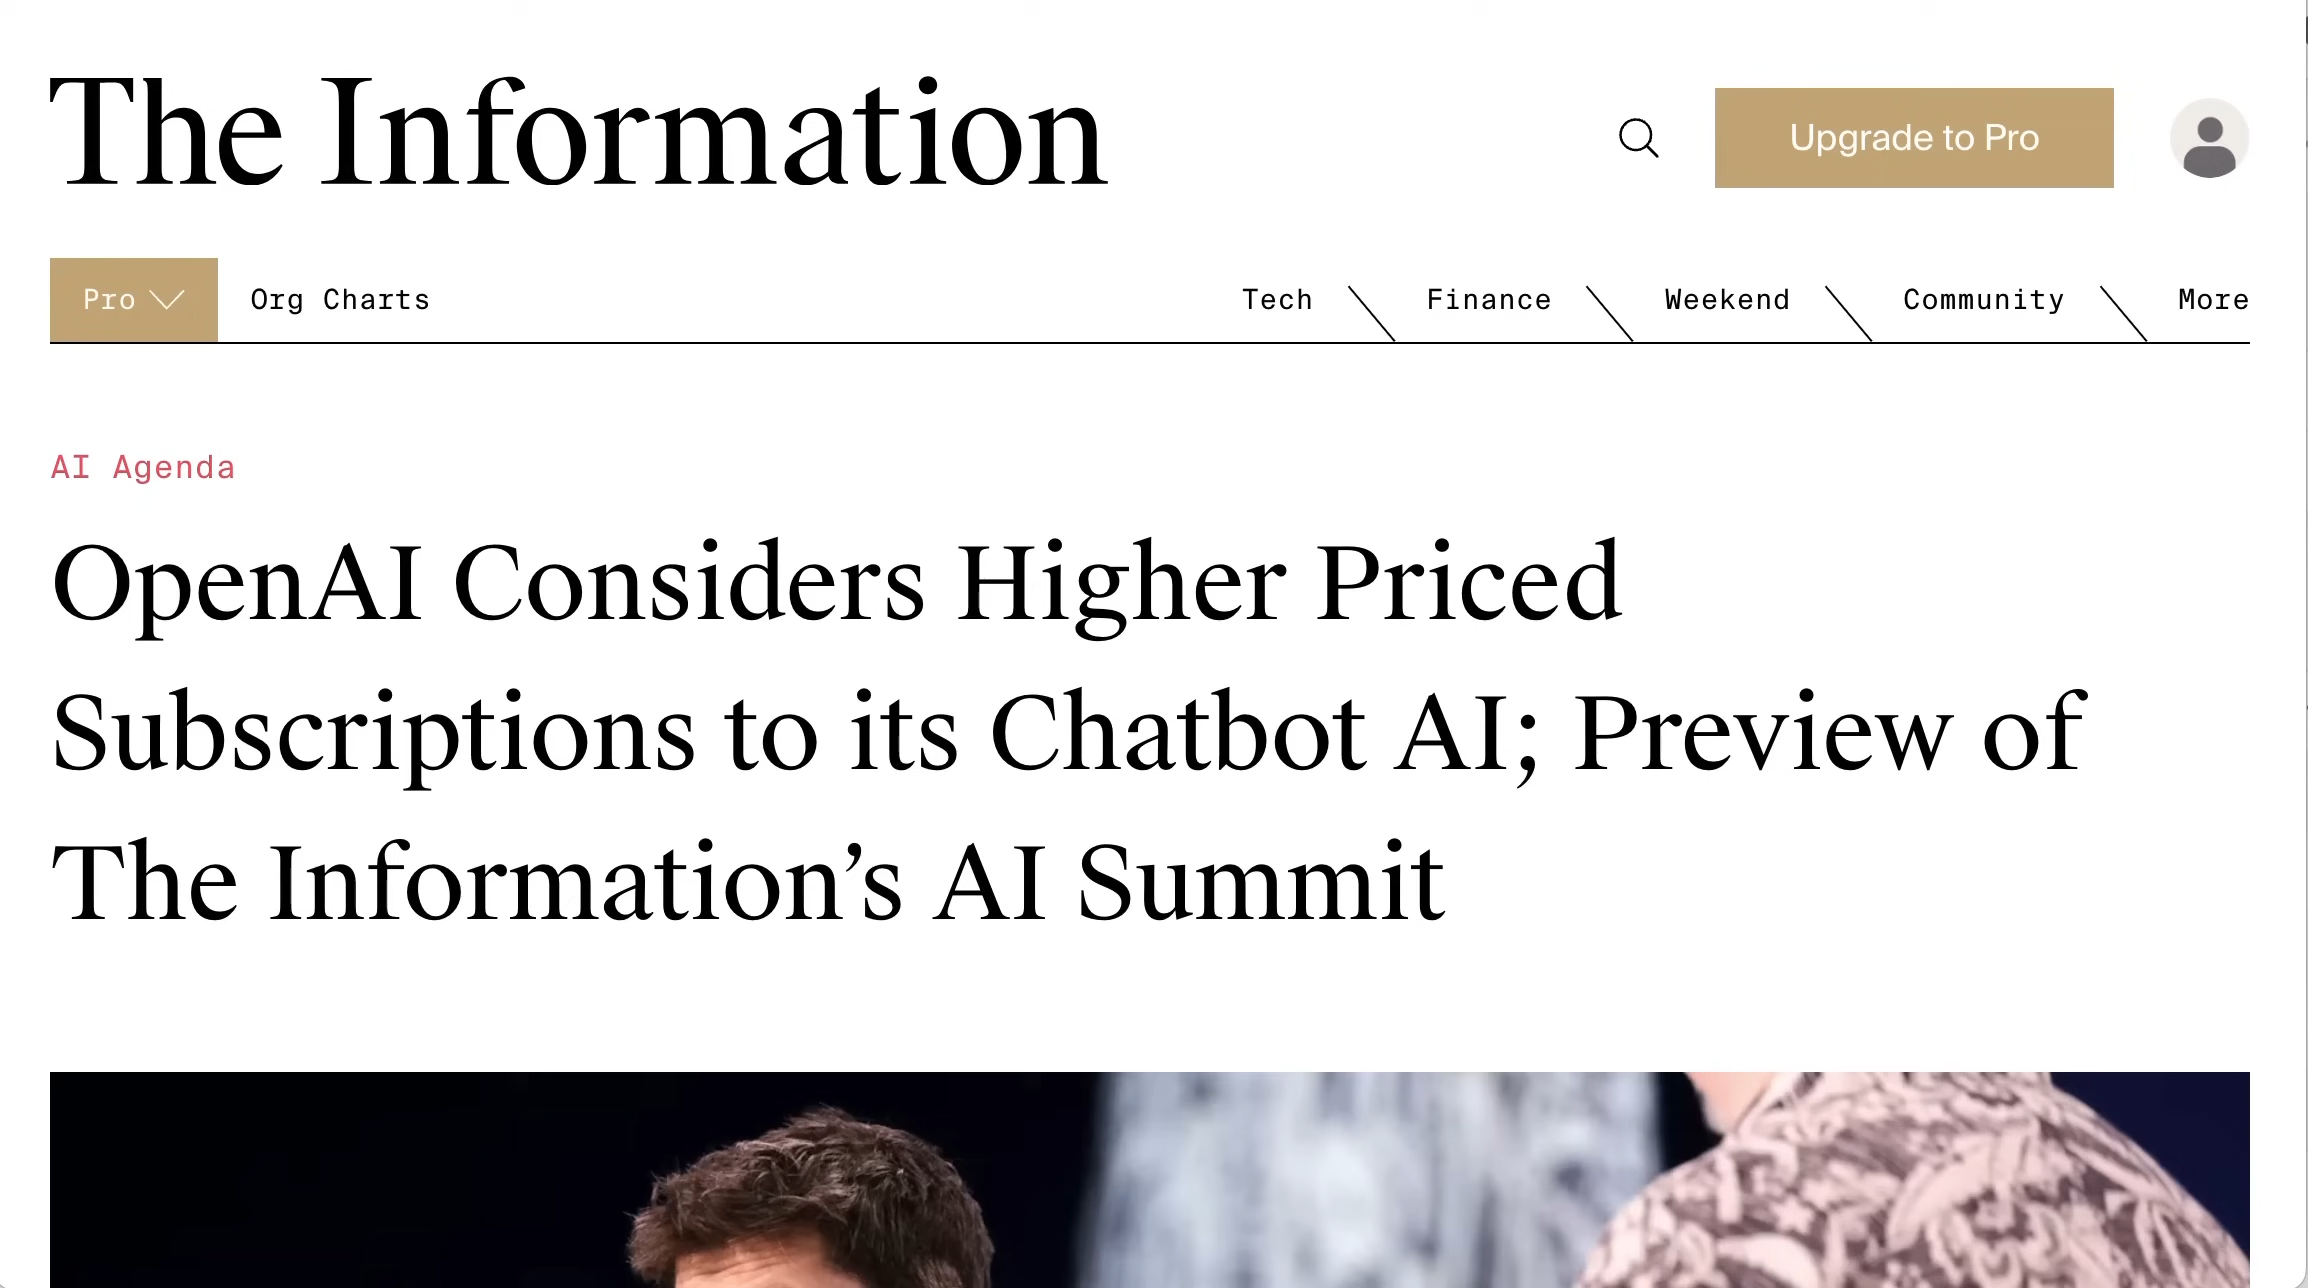 The Information
Upgrade to Pro
Pro
Org Charts
Tech
Finance
Weekend
Community
More
AI Agenda
OpenAI Considers Higher Priced
Subscriptions to its Chatbot AI; Preview of
The Information’s AI Summit